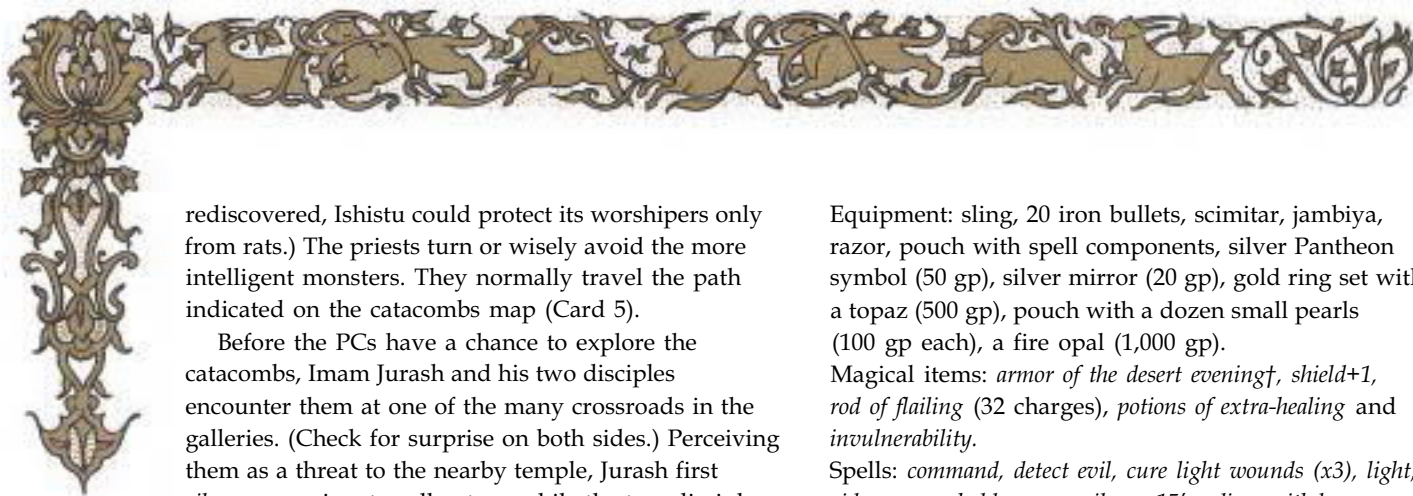 rediscovered, Ishistu could protect its worshipers only
from rats.) The priests turn or wisely avoid the more
intelligent monsters. They normally travel the path
indicated on the catacombs map (Card 5).
Before the PCs have a chance to explore the
catacombs, Imam Jurash and his two disciples
encounter them at one of the many crossroads in the
galleries. (Check for surprise on both sides.) Perceiving
them as a threat to the nearby temple, Jurash first
Equipment: sling, 20 iron bullets, scimitar, jambiya,
razor, pouch with spell components, silver Pantheon
symbol (50 gp), silver mirror (20 gp), gold ring set with
a topaz (500 gp), pouch with a dozen small pearls
(100 gp each), a fire opal (1,000 gp).
Magical items: armor of the desert evening†, shield+1,
rod of flailing (32 charges), potions of extra-healing and
invulnerability.
Spells: command, detect evil, cure light wounds (x3), light,